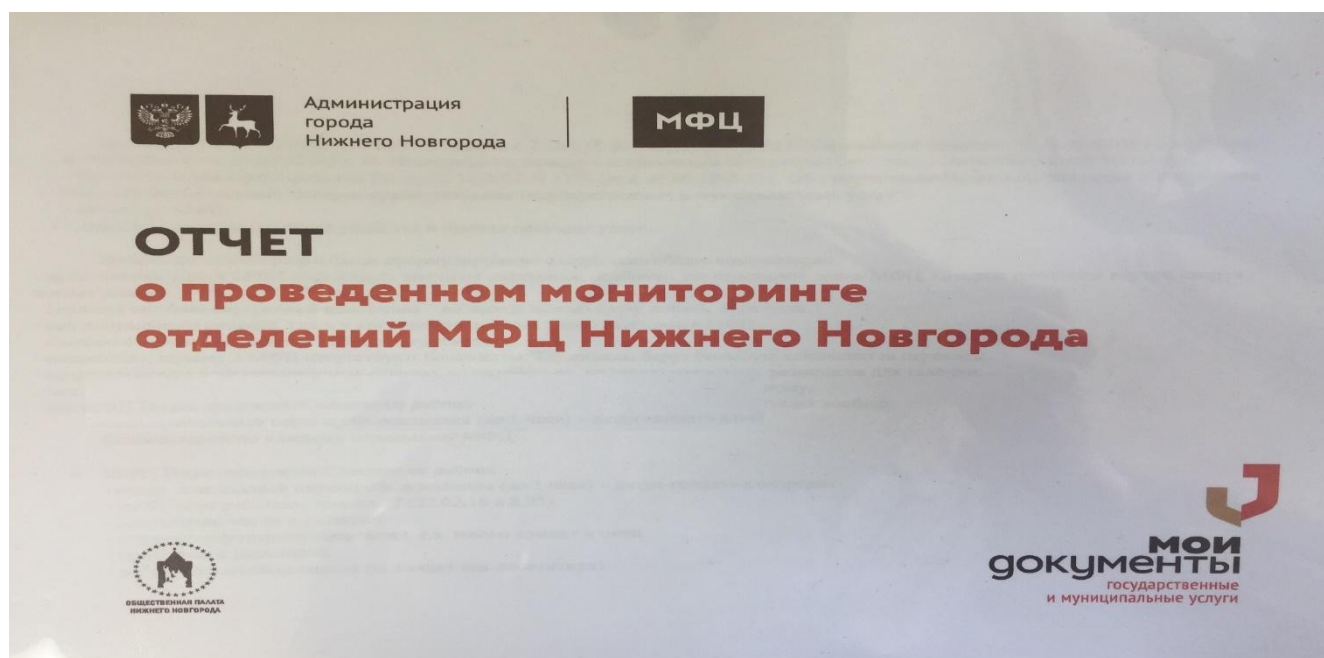 Администрация
города
Нижнего Новгорода
МФЦ
ОТЧЕТ
о проведенном мониторинге
отделений МФЦ Нижнего Новгорода
ОБЩЕСТВЕННАЯ ПАЛАТА
НИЖНЕГО НОВГОРОДА
мои
документы
государственные
и муниципальные услуги